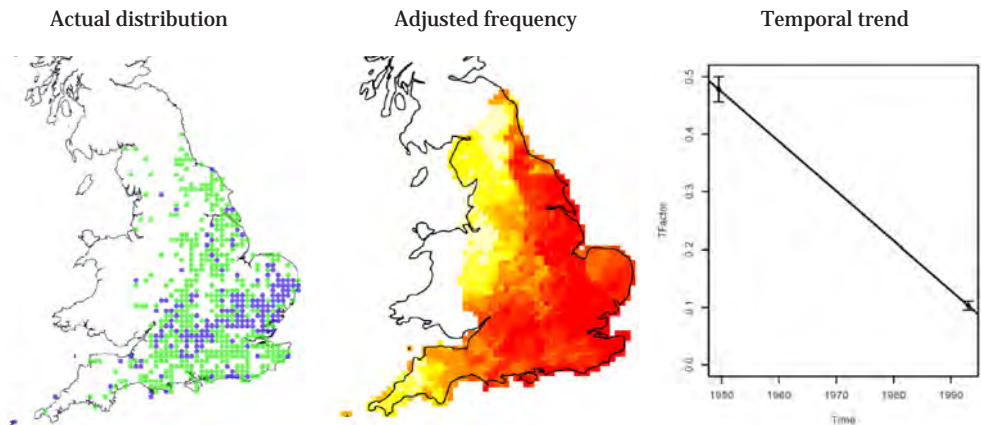 Actual distribution
Adjusted frequency
Temporal trend
TFactor
0.5
0.4
0.3
0.2
0.1
0.0
1950
1960
1970
1980
1990
Time